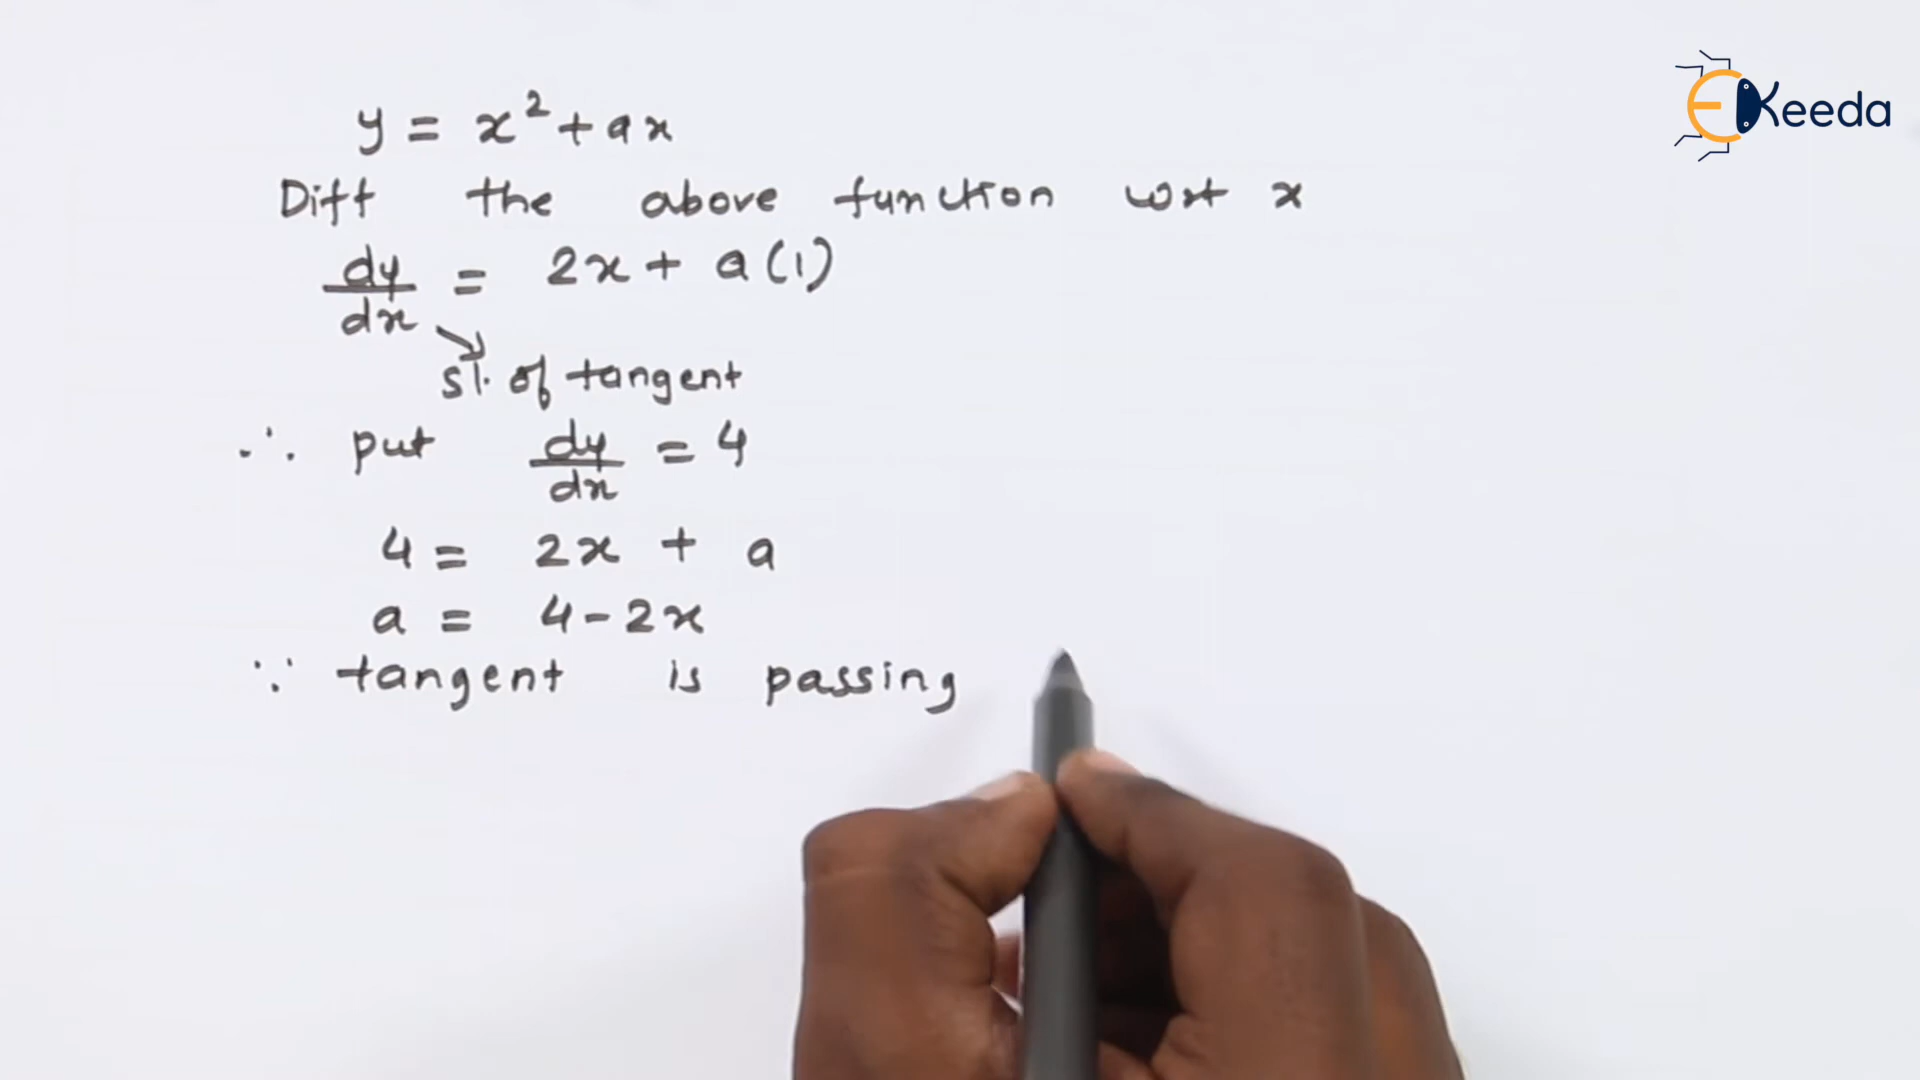 EKeeda
y = x² + ax
Diff the above function wrt x
dy/dx = 2x + a(1)
sl. of tangent
∴ put dy/dx = 4
4 = 2x + a
a = 4 - 2x
∵ tangent is passing